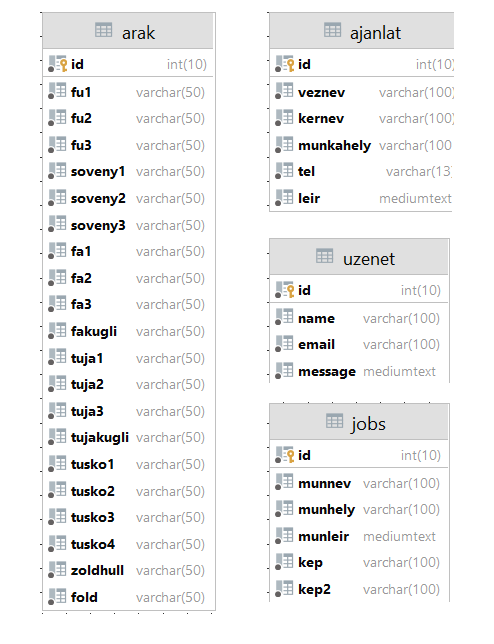 arak
id int(10)
fu1 varchar(50)
fu2 varchar(50)
fu3 varchar(50)
soveny1 varchar(50)
soveny2 varchar(50)
soveny3 varchar(50)
fa1 varchar(50)
fa2 varchar(50)
fa3 varchar(50)
fakugli varchar(50)
tuja1 varchar(50)
tuja2 varchar(50)
tuja3 varchar(50)
tujakugli varchar(50)
tusko1 varchar(50)
tusko2 varchar(50)
tusko3 varchar(50)
tusko4 varchar(50)
zoldhull varchar(50)
fold varchar(50)
ajanlat
id int(10)
veznev varchar(100)
kernev varchar(100)
munkahely varchar(100
tel varchar(13)
leir mediumtext
uzenet
id int(10)
name varchar(100)
email varchar(100)
message mediumtext
jobs
id int(10)
munnev varchar(100)
munhely varchar(100)
munleir mediumtext
kep varchar(100)
kep2 varchar(100)